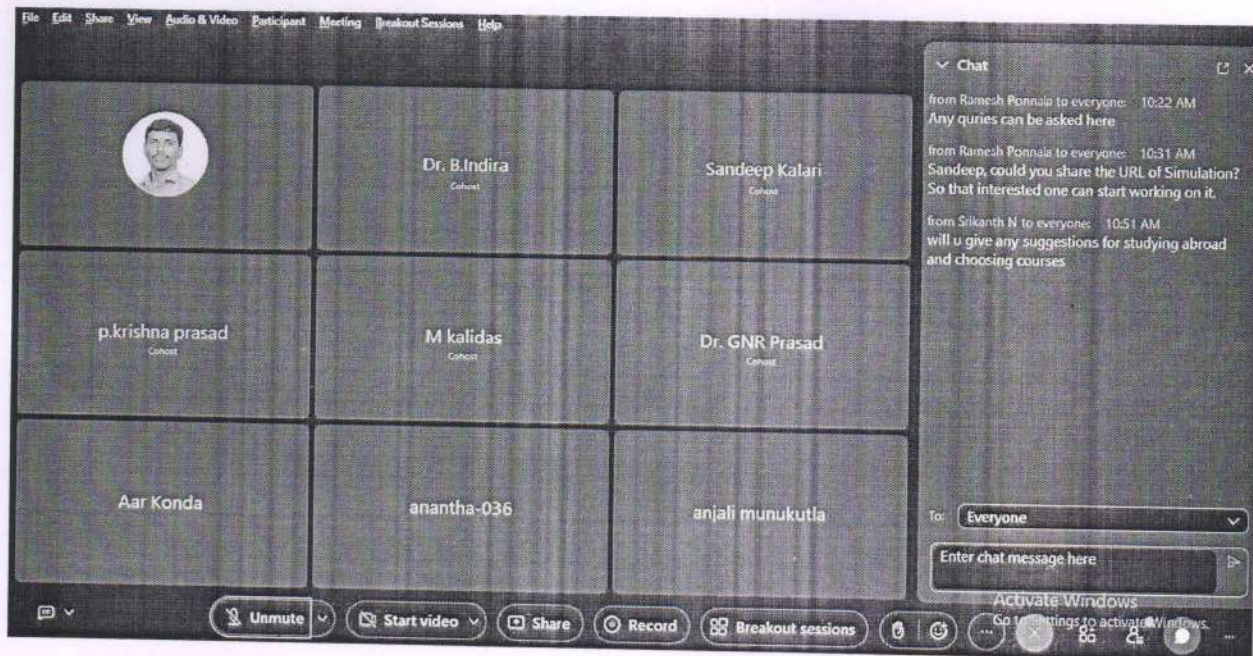 File Edit Share View Audio & Video Participant Meeting Breakout Sessions Help
Dr. B.Indira
Cohost
Sandeep Kalari
Cohost
p.krishna prasad
Cohost
M kalidas
Cohost
Dr. GNR Prasad
Cohost
Aar Konda
anantha-036
anjali munukutla
Chat
from Ramesh Ponnala to everyone: 10:22 AM
Any quries can be asked here
from Ramesh Ponnala to everyone: 10:31 AM
Sandeep, could you share the URL of Simulation?
So that interested one can start working on it.
from Srikanth N to everyone: 10:51 AM
will u give any suggestions for studying abroad
and choosing courses
To: Everyone
Enter chat message here
Activate Windows
Go to Settings to activate Windows.
Unmute Start video Share Record Breakout sessions